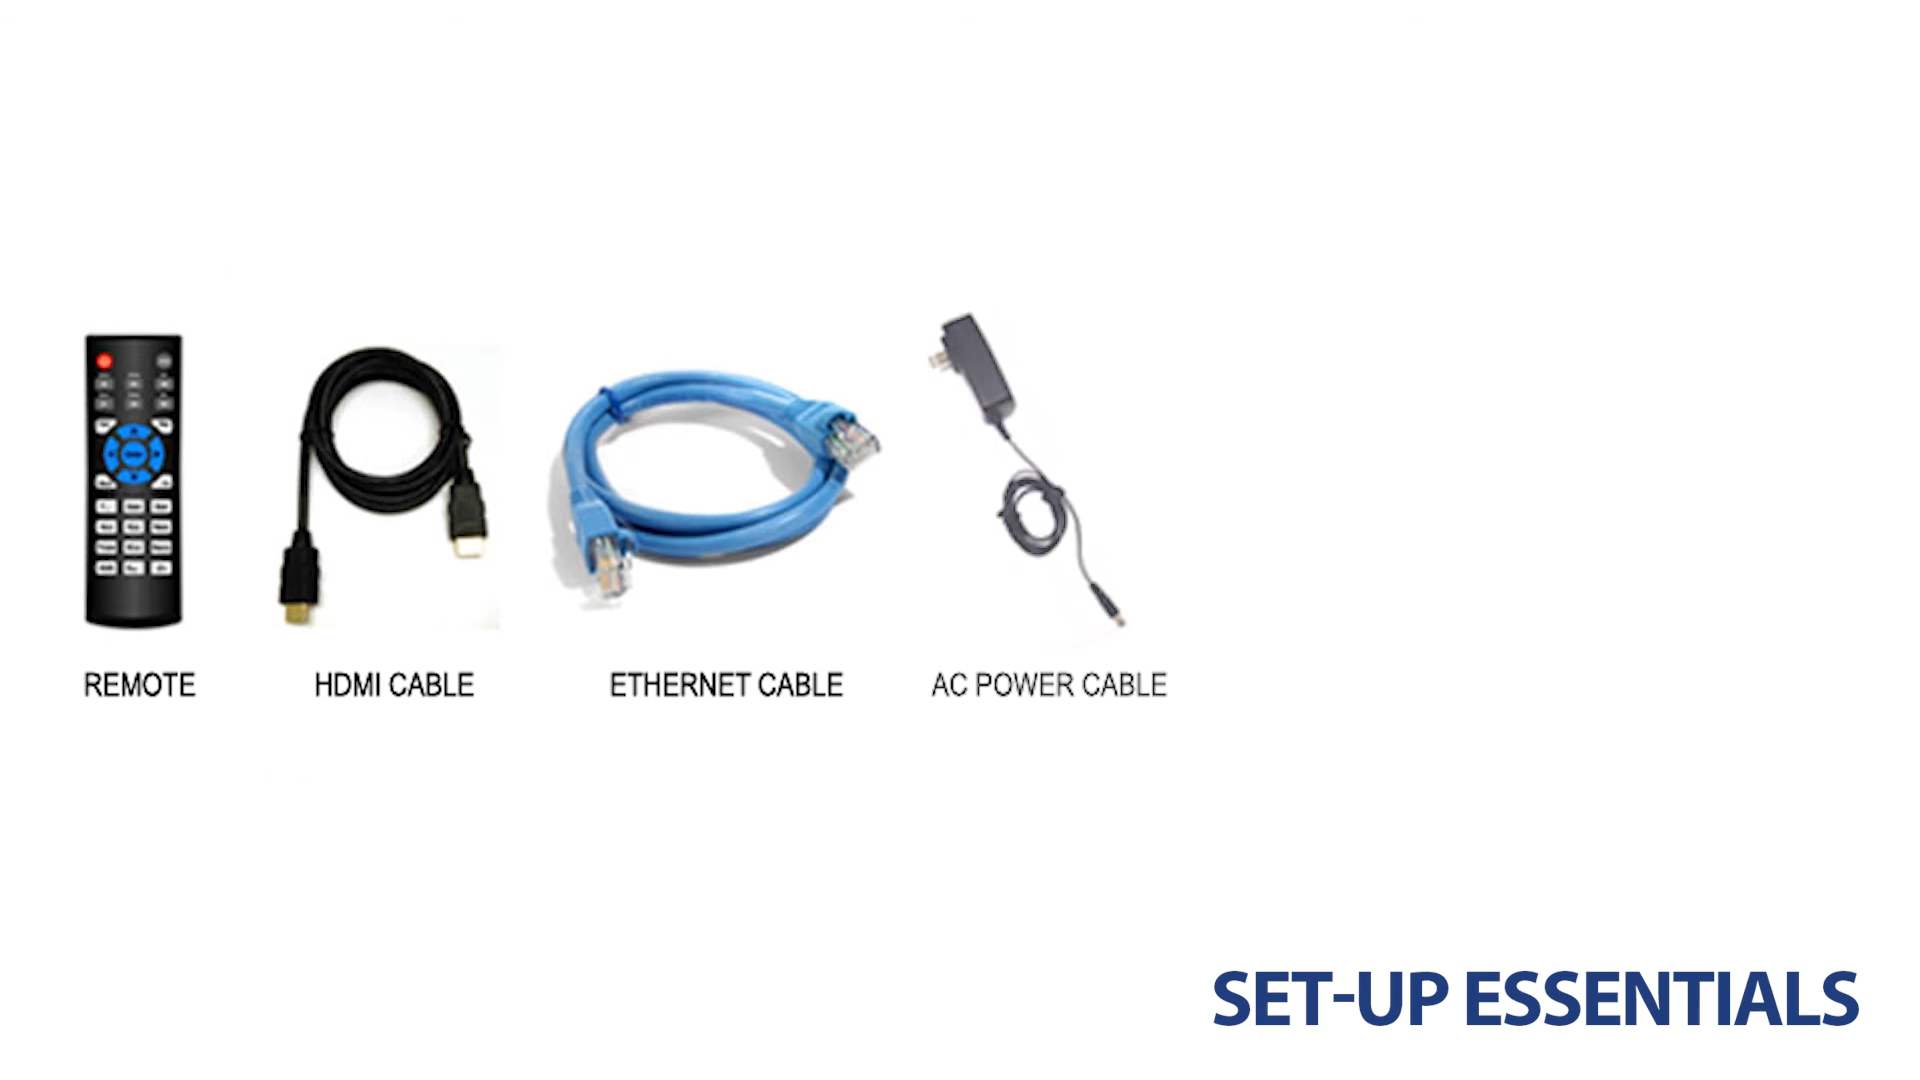 REMOTE
HDMI CABLE
ETHERNET CABLE
AC POWER CABLE
SET-UP ESSENTIALS